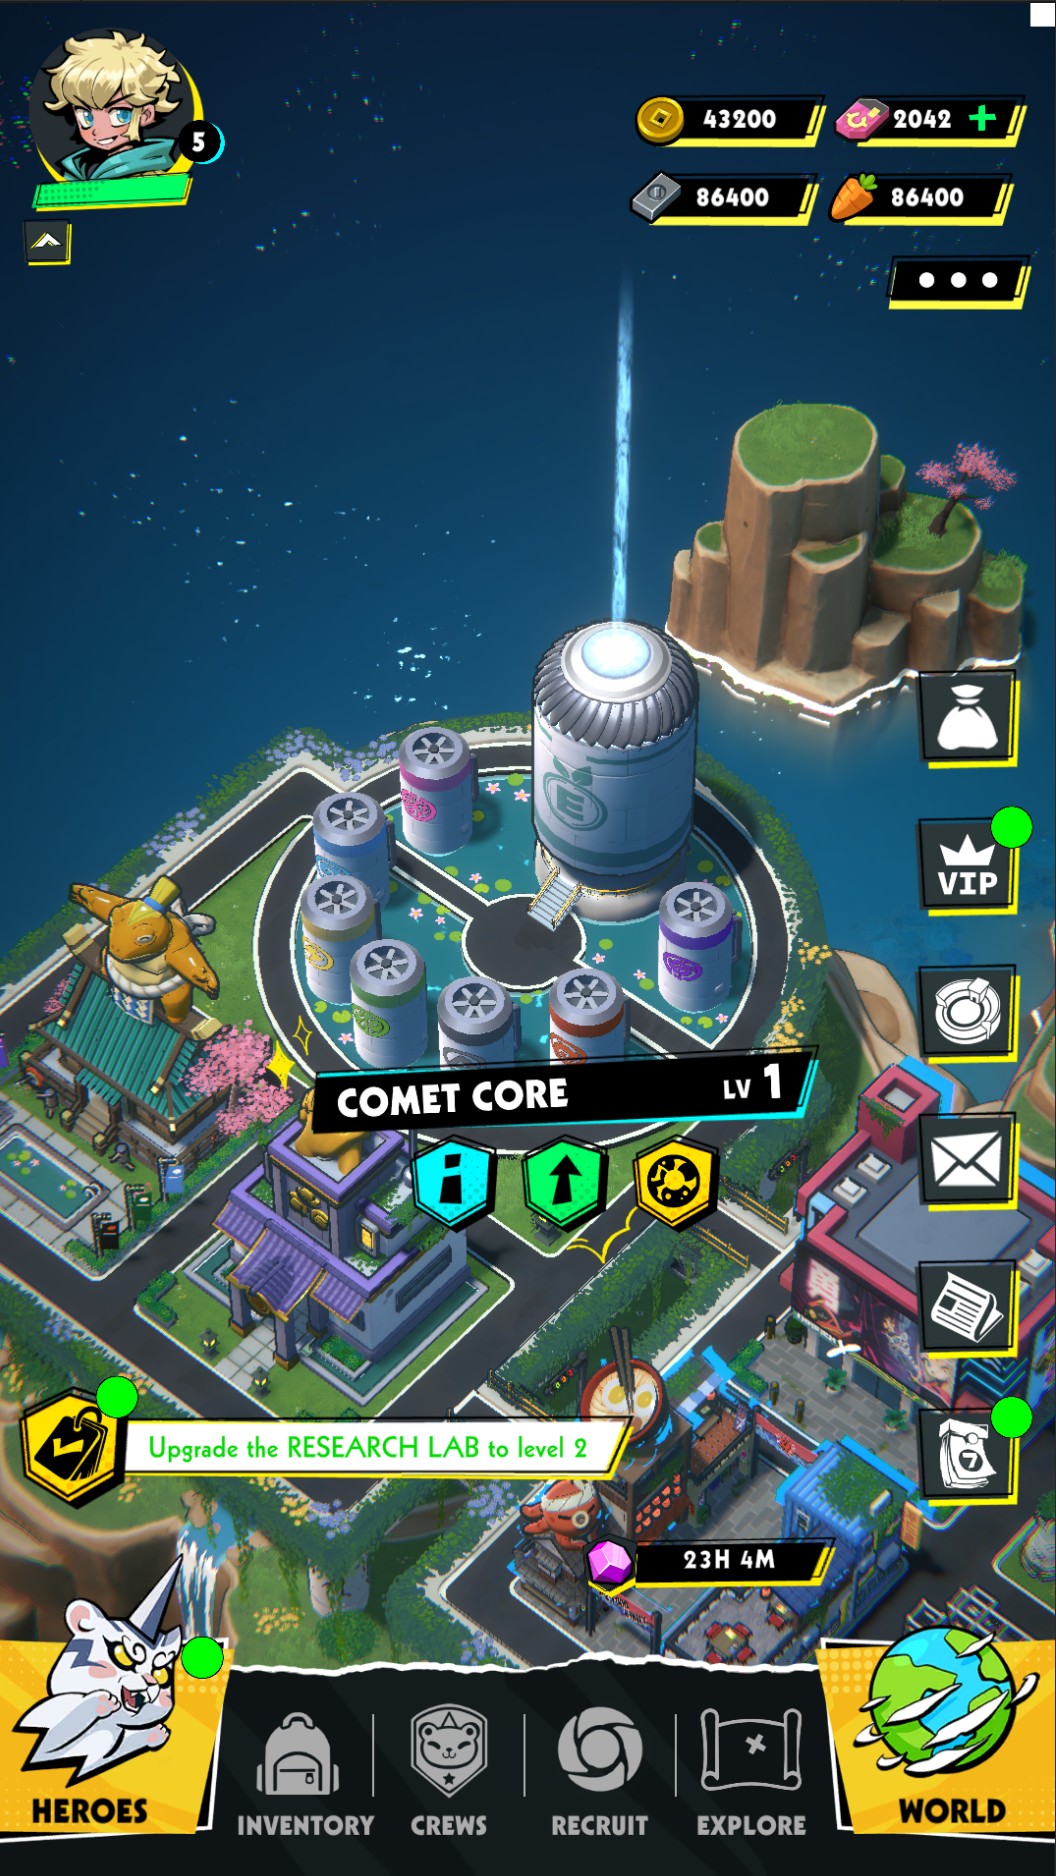 5
43200
2042
86400
86400
E
VIP
COMET CORE
LV 1
Upgrade the RESEARCH LAB to level 2
7
23H 4M
HEROES
INVENTORY
CREWS
RECRUIT
EXPLORE
WORLD